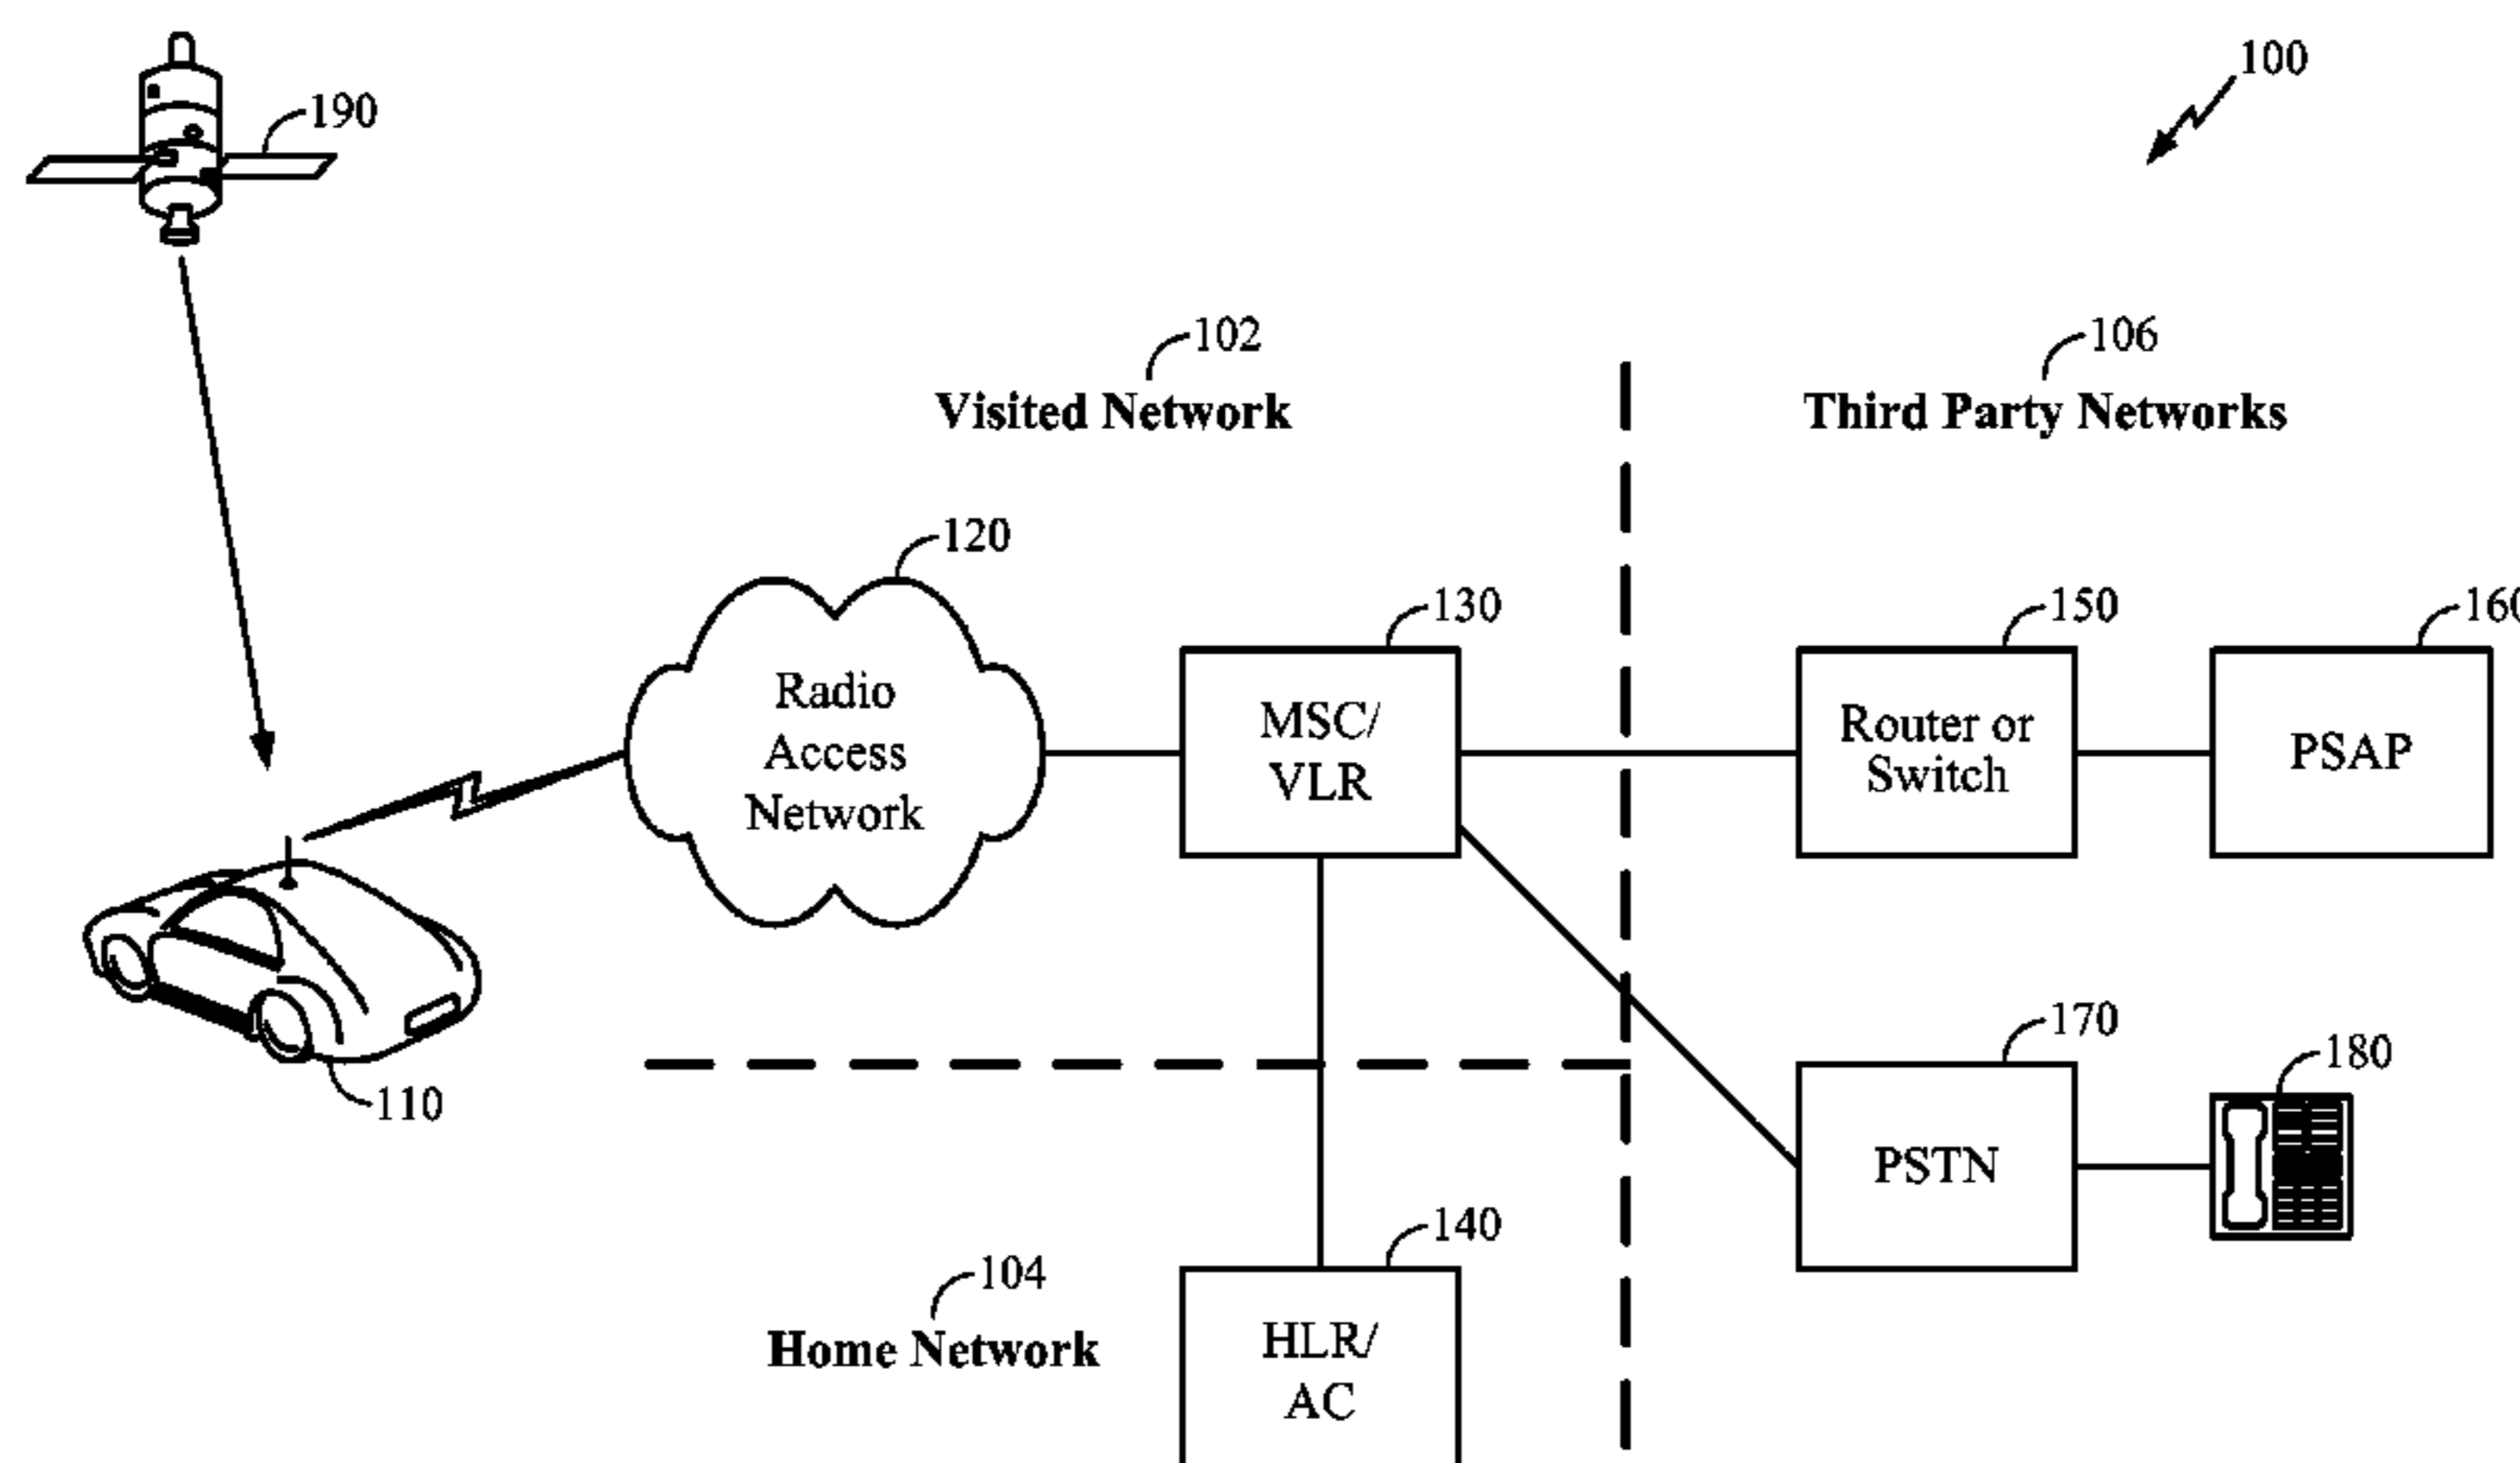 100
190
102
Visited Network
106
Third Party Networks
120
Radio
Access
Network
130
MSC/
VLR
150
Router or
Switch
160
PSAP
110
170
PSTN
180
140
HLR/
AC
104
Home Network